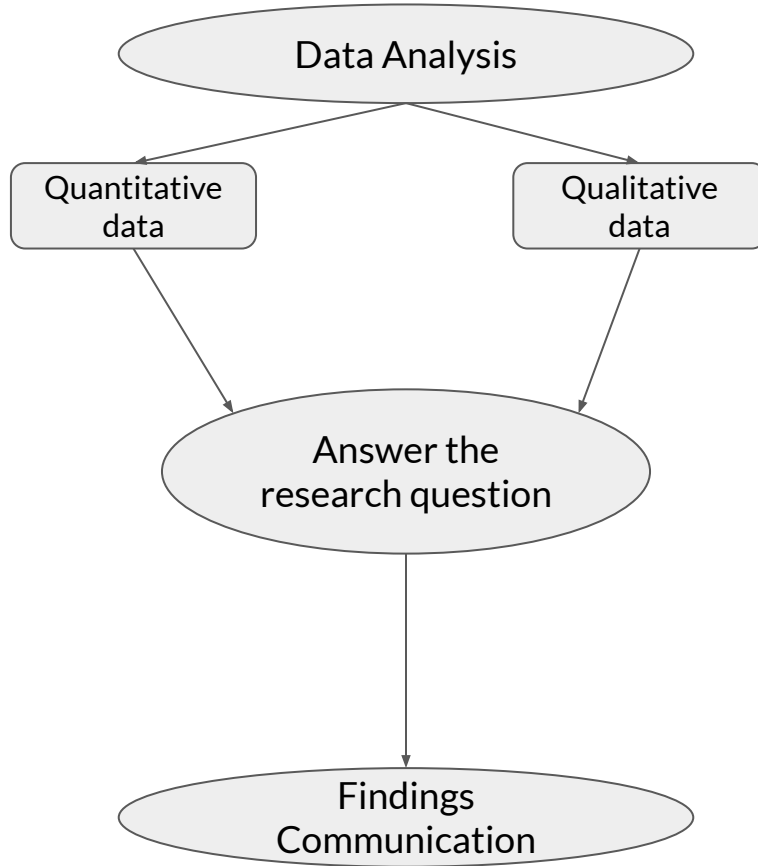 Data Analysis
Quantitative
data
Qualitative
data
Answer the
research question
Findings
Communication